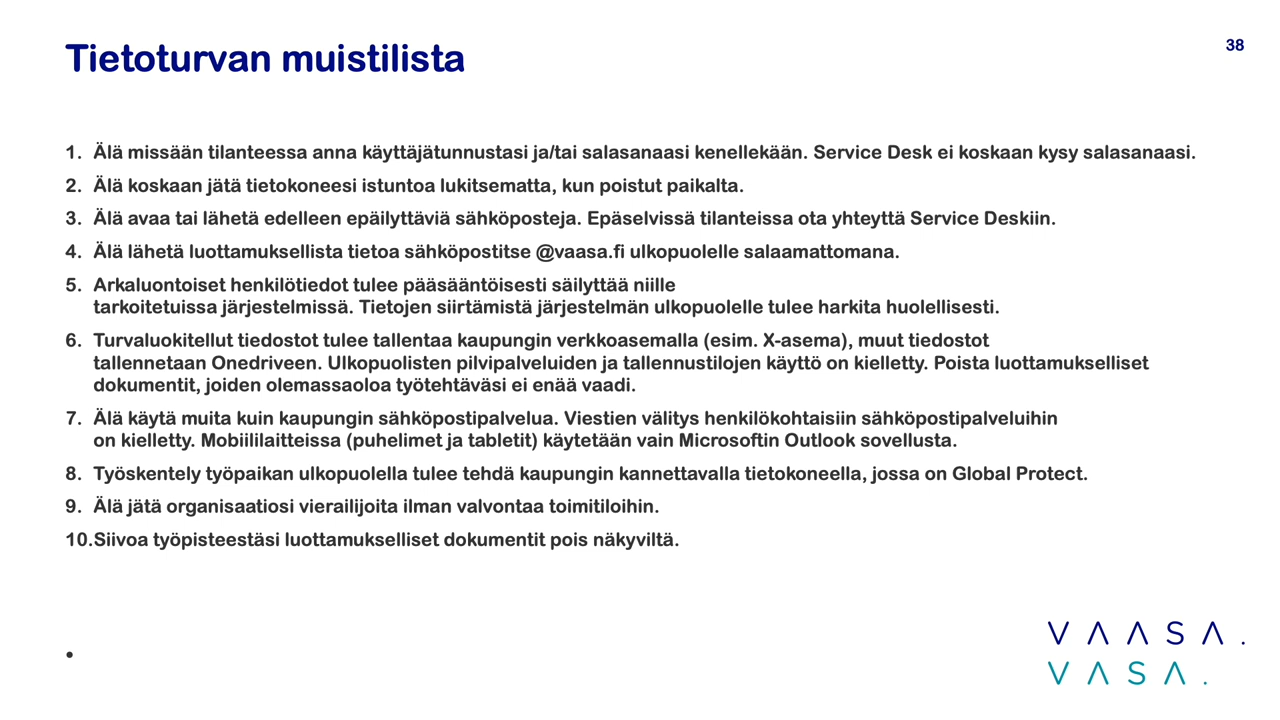 Tietoturvan muistilista
38
1. Älä missään tilanteessa anna käyttäjätunnustasi ja/tai salasanaasi kenellekään. Service Desk ei koskaan kysy salasanaasi.
2. Älä koskaan jätä tietokoneesi istuntoa lukitsematta, kun poistut paikalta.
3. Älä avaa tai lähetä edelleen epäilyttäviä sähköposteja. Epäselvissä tilanteissa ota yhteyttä Service Deskiin.
4. Älä lähetä luottamuksellista tietoa sähköpostitse @vaasa.fi ulkopuolelle salaamattomana.
5. Arkaluontoiset henkilötiedot tulee pääsääntöisesti säilyttää niille
tarkoitetuissa järjestelmissä. Tietojen siirtämistä järjestelmän ulkopuolelle tulee harkita huolellisesti.
6. Turvaluokitellut tiedostot tulee tallentaa kaupungin verkkoasemalla (esim. X-asema), muut tiedostot
tallennetaan Onedriveen. Ulkopuolisten pilvipalveluiden ja tallennustilojen käyttö on kielletty. Poista luottamukselliset
dokumentit, joiden olemassaoloa työtehtäväsi ei enää vaadi.
7. Älä käytä muita kuin kaupungin sähköpostipalvelua. Viestien välitys henkilökohtaisiin sähköpostipalveluihin
on kielletty. Mobiililaitteissa (puhelimet ja tabletit) käytetään vain Microsoftin Outlook sovellusta.
8. Työskentely työpaikan ulkopuolella tulee tehdä kaupungin kannettavalla tietokoneella, jossa on Global Protect.
9. Älä jätä organisaatiosi vierailijoita ilman valvontaa toimitiloihin.
10.Siivoa työpisteestäsi luottamukselliset dokumentit pois näkyviltä.
•
VAASA.
VASA.